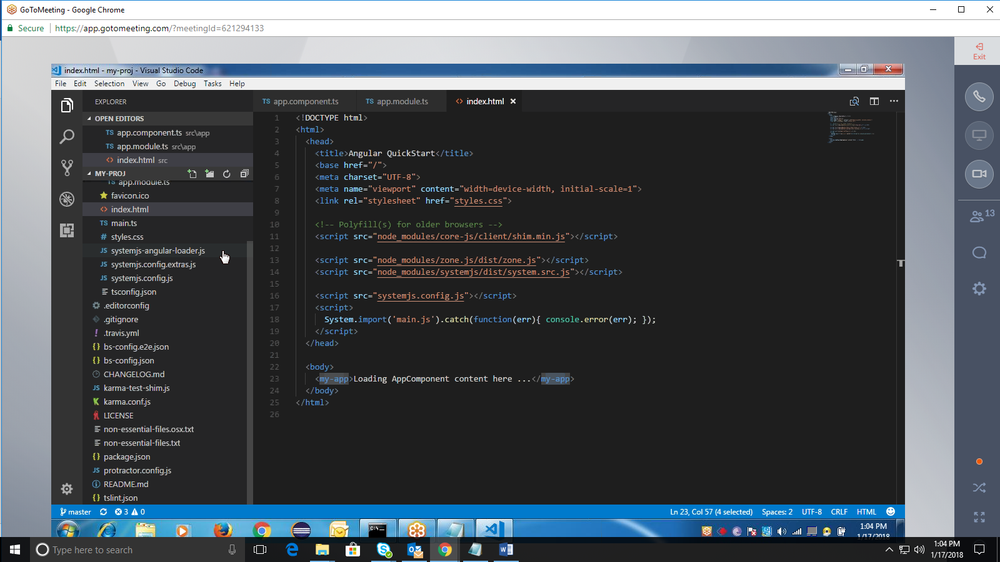 GoToMeeting - Google Chrome
Secure | https://app.gotomeeting.com/?meetingId=621294133
Exit
index.html - my-proj - Visual Studio Code
File Edit Selection View Go Debug Tasks Help
EXPLORER
OPEN EDITORS
TS app.component.ts src\app
TS app.module.ts src\app
<> index.html src
MY-PROJ
TS app.module.ts
favicon.ico
<> index.html
TS main.ts
# styles.css
JS systemjs-angular-loader.js
JS systemjs.config.extras.js
JS systemjs.config.js
tsconfig.json
.editorconfig
.gitignore
! .travis.yml
{} bs-config.e2e.json
{} bs-config.json
CHANGELOG.md
JS karma-test-shim.js
K karma.conf.js
LICENSE
non-essential-files.osx.txt
non-essential-files.txt
{} package.json
JS protractor.config.js
README.md
{} tslint.json
TS app.component.ts TS app.module.ts <> index.html
1 <!DOCTYPE html>
2 <html>
3 <head>
4 <title>Angular QuickStart</title>
5 <base href="/">
6 <meta charset="UTF-8">
7 <meta name="viewport" content="width=device-width, initial-scale=1">
8 <link rel="stylesheet" href="styles.css">
9
10 <!-- Polyfill(s) for older browsers -->
11 <script src="node_modules/core-js/client/shim.min.js"></script>
12
13 <script src="node_modules/zone.js/dist/zone.js"></script>
14 <script src="node_modules/systemjs/dist/system.src.js"></script>
15
16 <script src="systemjs.config.js"></script>
17 <script>
18 System.import('main.js').catch(function(err){ console.error(err); });
19 </script>
20 </head>
21
22 <body>
23 <my-app>Loading AppComponent content here ...</my-app>
24 </body>
25 </html>
26
13
master 3 0 Ln 23, Col 57 (4 selected) Spaces: 2 UTF-8 CRLF HTML
C:\_
1:04 PM
1/17/2018
Type here to search
1:04 PM
1/17/2018